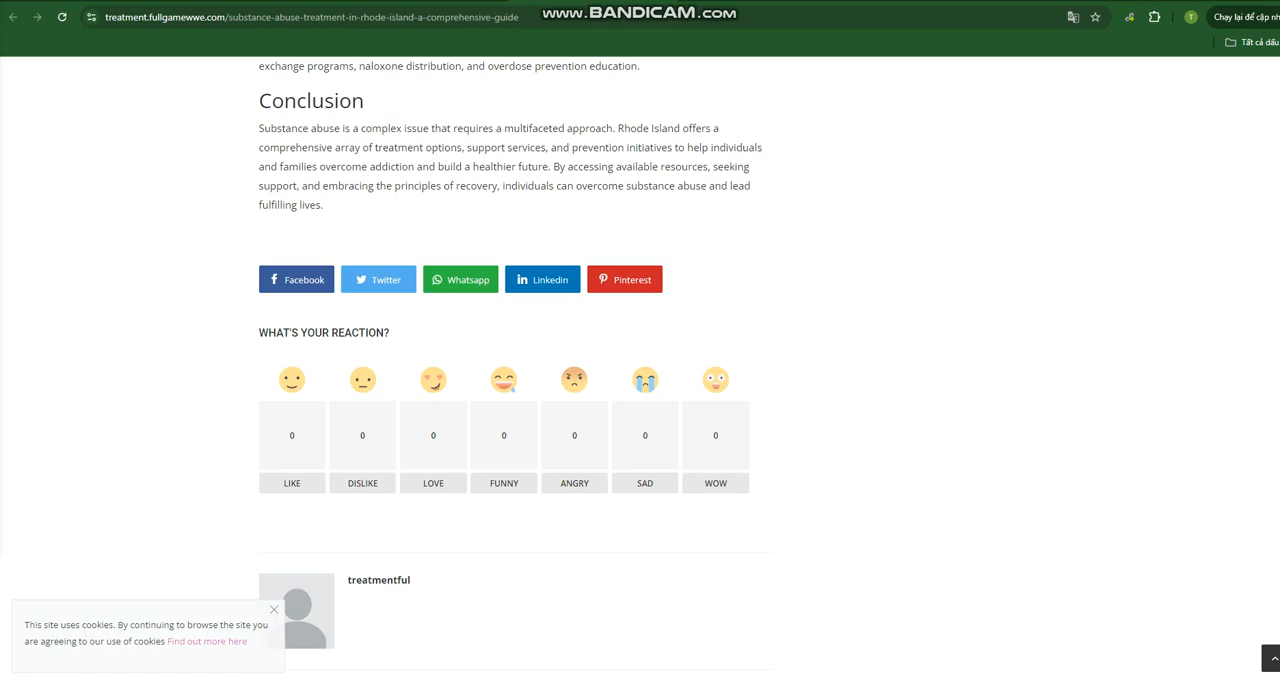 treatment.fullgamewwe.com/substance-abuse-treatment-in-rhode-island-a-comprehensive-guide
www.BANDICAM.com
T
Chạy lại để cập nh
Tất cả dấu
exchange programs, naloxone distribution, and overdose prevention education.
Conclusion
Substance abuse is a complex issue that requires a multifaceted approach. Rhode Island offers a
comprehensive array of treatment options, support services, and prevention initiatives to help individuals
and families overcome addiction and build a healthier future. By accessing available resources, seeking
support, and embracing the principles of recovery, individuals can overcome substance abuse and lead
fulfilling lives.
Facebook Twitter Whatsapp Linkedin Pinterest
WHAT'S YOUR REACTION?
0 0 0 0 0 0 0
LIKE DISLIKE LOVE FUNNY ANGRY SAD WOW
treatmentful
This site uses cookies. By continuing to browse the site you
are agreeing to our use of cookies Find out more here